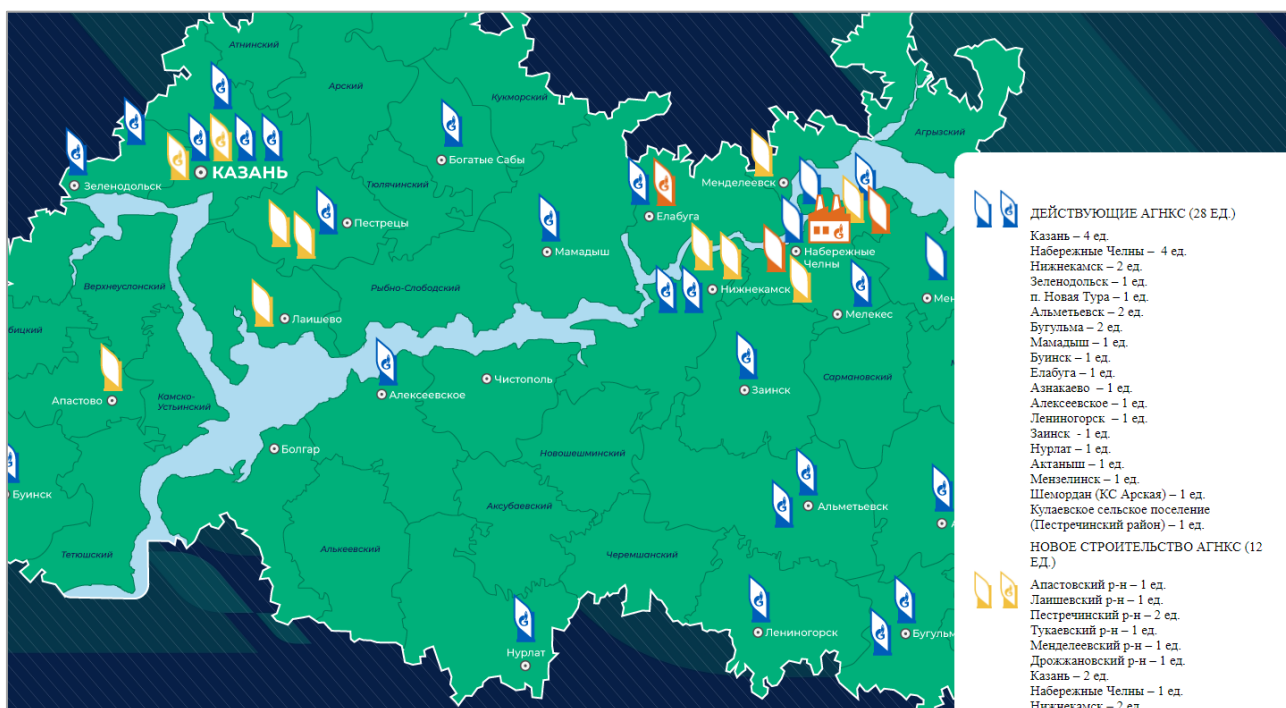 Атнинский
Арский
Кукморский
Агрызский
Богатые Сабы
КАЗАНЬ
Зеленодольск
Тюлячинский
Менделеевск
Елабуга
Пестрецы
Мамадыш
Набережные
Челны
Верхнеуслонский
Рыбно-Слободский
Нижнекамск
Мен
Лаишево
Мелекес
бицкий
Чистополь
Заинск
Сармановский
Апастово
Камско-
Устьинский
Алексеевское
Болгар
Новошешминский
Буинск
Аксубаевский
Альметьевск
А
Тетюшский
Алькеевский
Черемшанский
Нурлат
Лениногорск
Бугульм
ДЕЙСТВУЮЩИЕ АГНКС (28 ЕД.)
Казань – 4 ед.
Набережные Челны – 4 ед.
Нижнекамск – 2 ед.
Зеленодольск – 1 ед.
п. Новая Тура – 1 ед.
Альметьевск – 2 ед.
Бугульма – 2 ед.
Мамадыш – 1 ед.
Буинск – 1 ед.
Елабуга – 1 ед.
Азнакаево – 1 ед.
Алексеевское – 1 ед.
Лениногорск – 1 ед.
Заинск - 1 ед.
Нурлат – 1 ед.
Актаныш – 1 ед.
Мензелинск – 1 ед.
Шемордан (КС Арская) – 1 ед.
Кулаевское сельское поселение
(Пестречинский район) – 1 ед.
НОВОЕ СТРОИТЕЛЬСТВО АГНКС (12
ЕД.)
Апастовский р-н – 1 ед.
Лаишевский р-н – 1 ед.
Пестречинский р-н – 2 ед.
Тукаевский р-н – 1 ед.
Менделеевский р-н – 1 ед.
Дрожжановский р-н – 1 ед.
Казань – 2 ед.
Набережные Челны – 1 ед.
Нижнекамск – 2 ед.